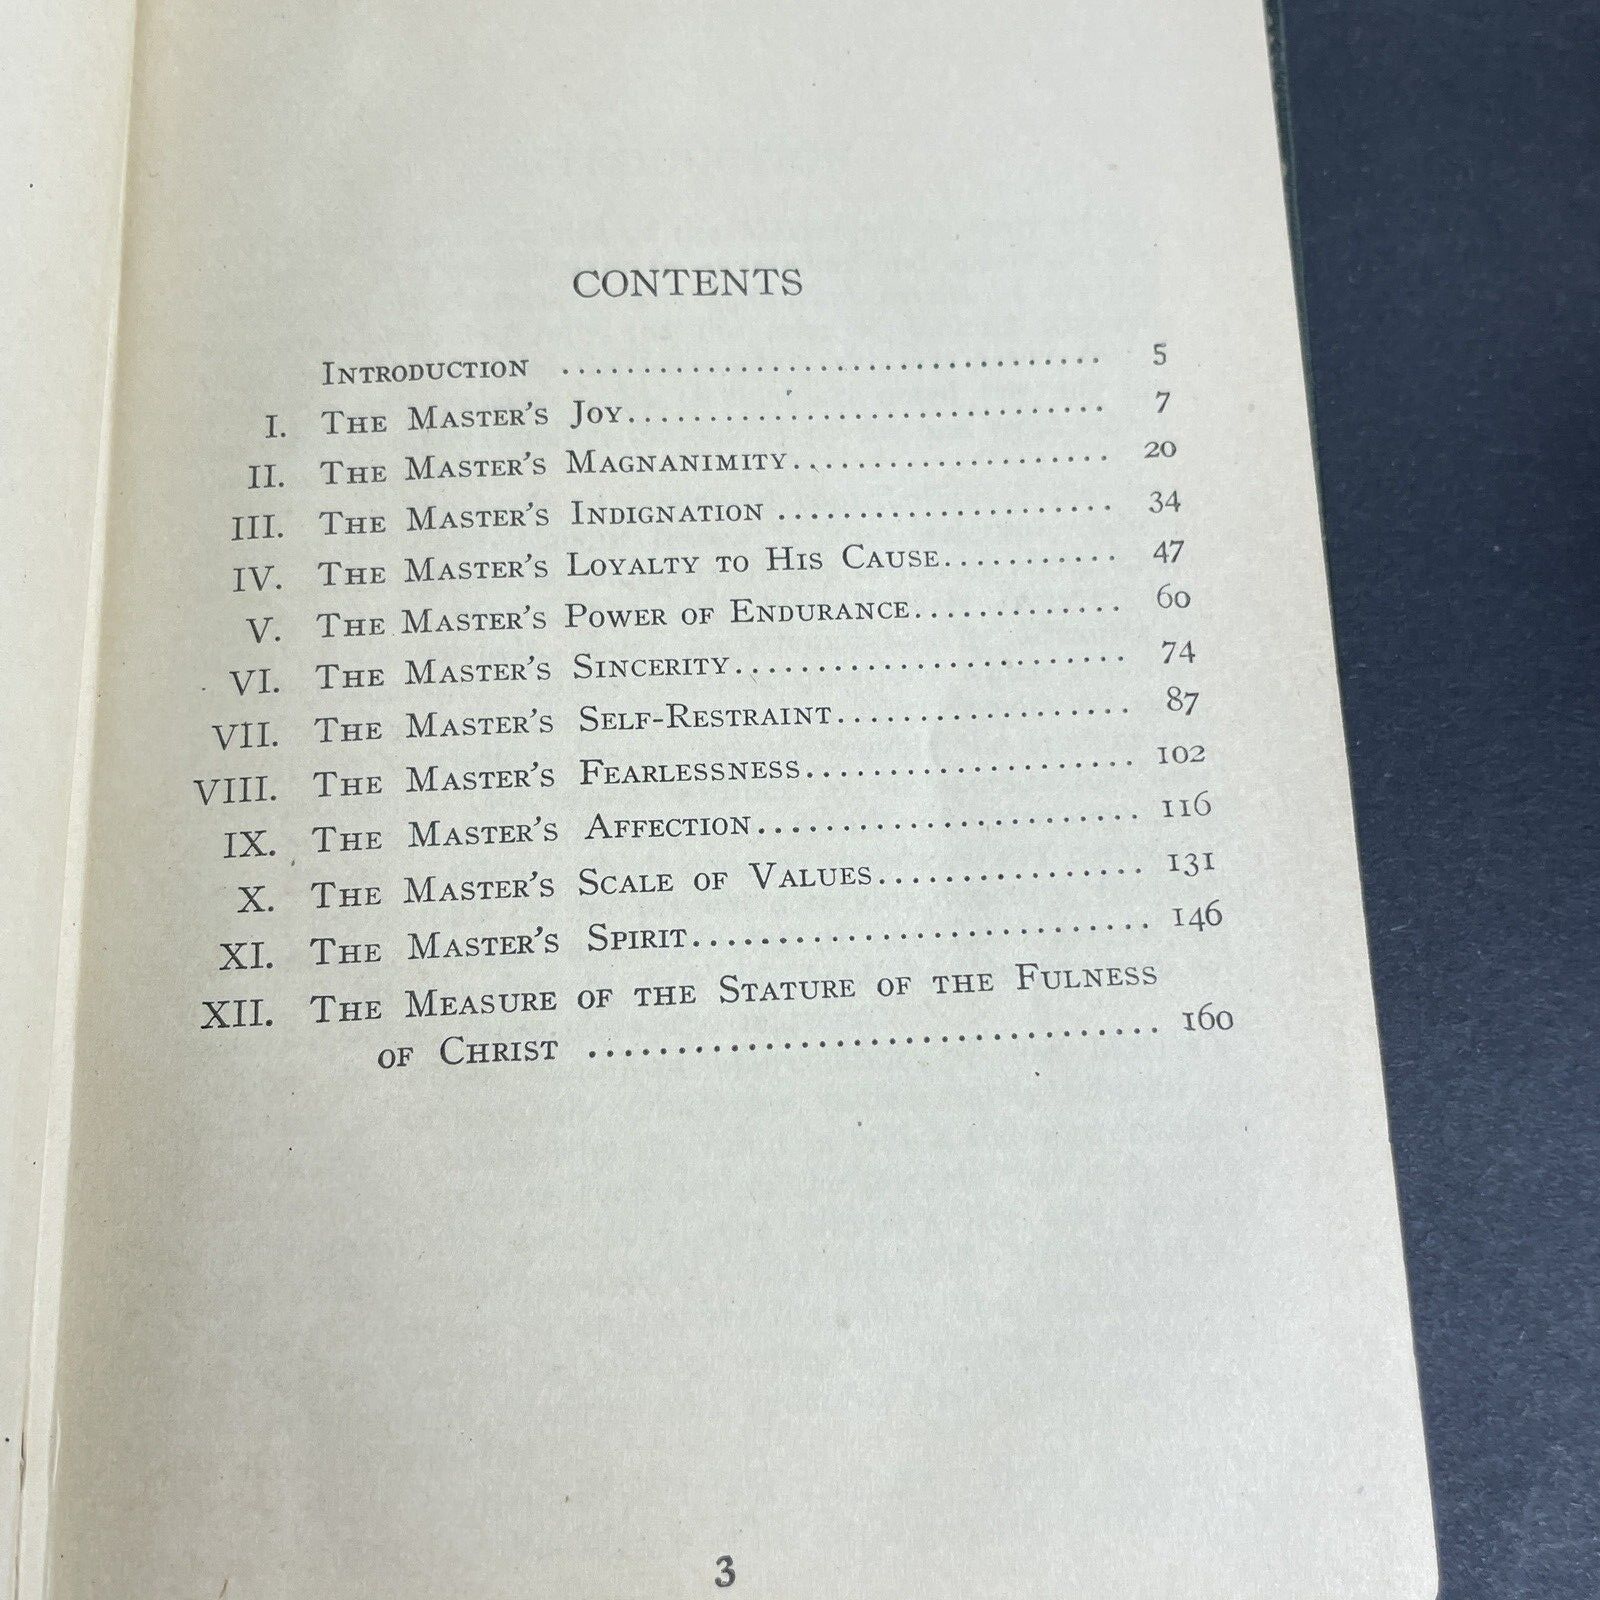 CONTENTS
INTRODUCTION .................................. 5
I. THE MASTER'S JOY.............................. 7
II. THE MASTER'S MAGNANIMITY.................... 20
III. THE MASTER'S INDIGNATION ..................... 34
IV. THE MASTER'S LOYALTY TO HIS CAUSE........... 47
V. THE MASTER'S POWER OF ENDURANCE............. 60
VI. THE MASTER'S SINCERITY........................ 74
VII. THE MASTER'S SELF-RESTRAINT.................. 87
VIII. THE MASTER'S FEARLESSNESS.................... 102
IX. THE MASTER'S AFFECTION....................... 116
X. THE MASTER'S SCALE OF VALUES................ 131
XI. THE MASTER'S SPIRIT........................... 146
XII. THE MEASURE OF THE STATURE OF THE FULNESS
OF CHRIST .................................. 160
3